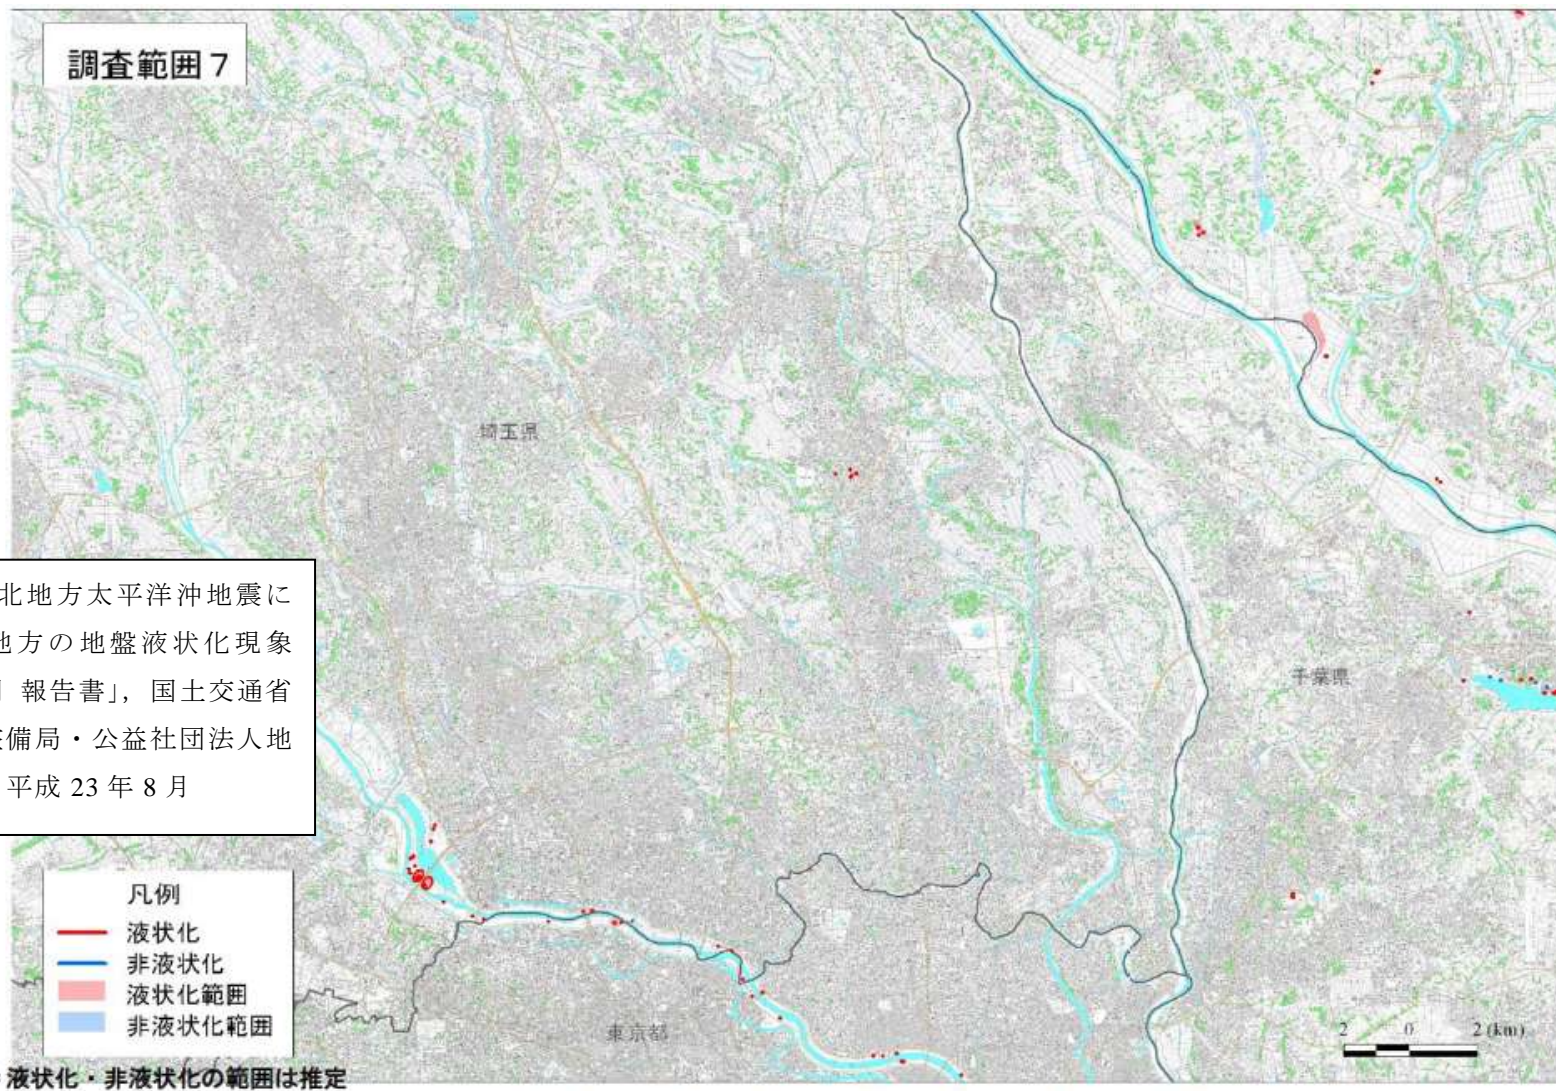 調査範囲7
埼玉県
千葉県
東京都
北地方太平洋沖地震に
地方の地盤液状化現象
報告書」，国土交通省
備局・公益社団法人地
平成 23 年 8 月
凡例
液状化
非液状化
液状化範囲
非液状化範囲
液状化・非液状化の範囲は推定
2 0 2 (km)